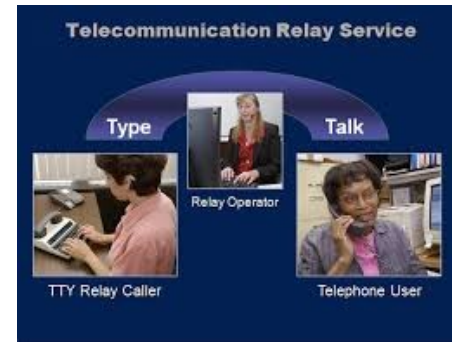 Telecommunication Relay Service
Type
Talk
Relay Operator
TTY Relay Caller
Telephone User